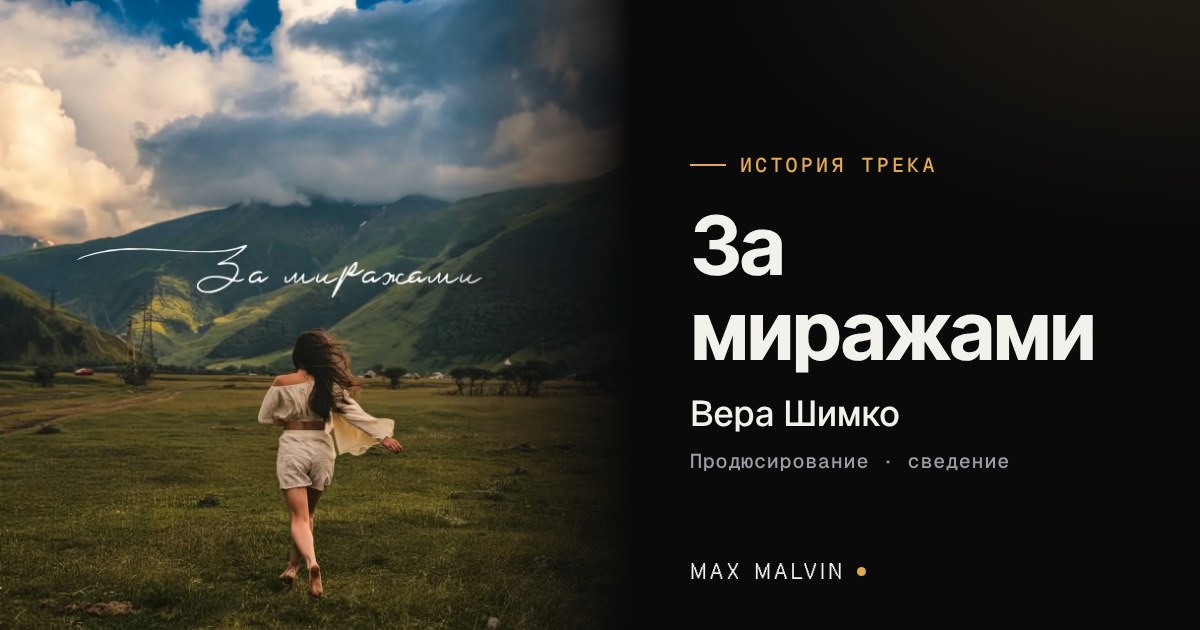 За миражами
ИСТОРИЯ ТРЕКА
За
миражами
Вера Шимко
Продюсирование · сведение
MAX MALVIN